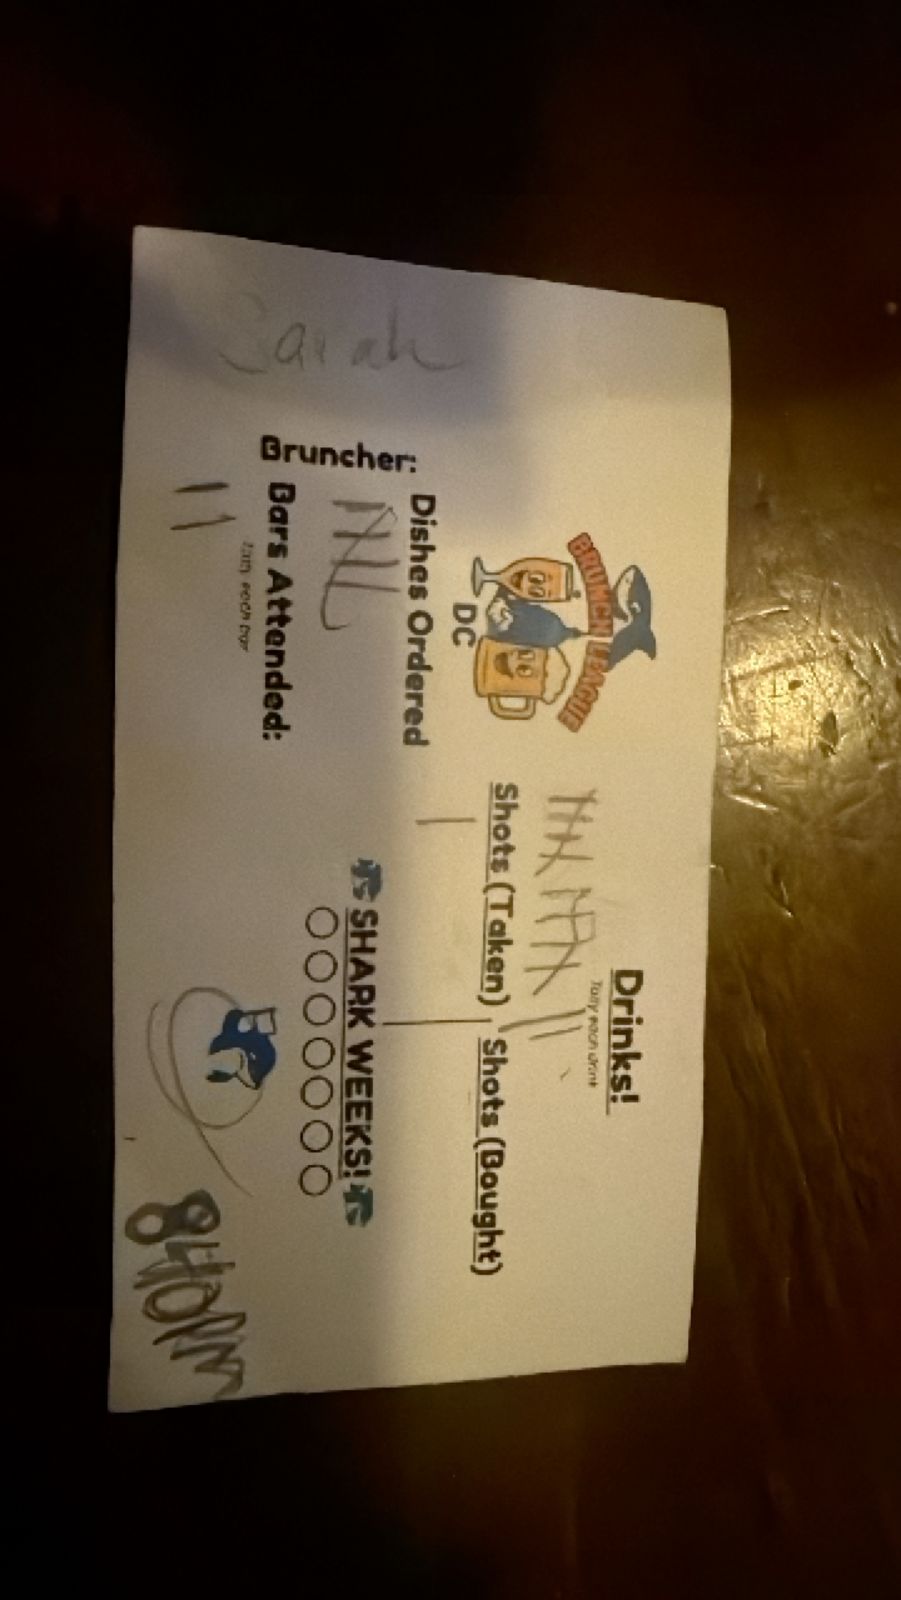 Sarah
Bruncher:
BRUNCH LEAGUE
DC
Drinks!
Tally each drink
Dishes Ordered
Shots (Taken)
Shots (Bought)
Bars Attended:
Tally each bar
SHARK WEEKS!
840PM